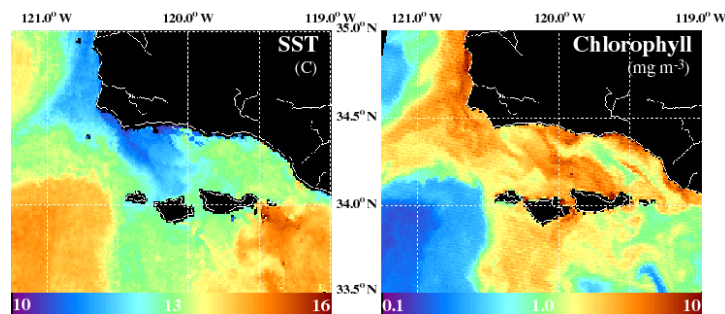 121.0° W 120.0° W 119.0° W 121.0° W 120.0° W 119.0° W
SST
(C)
35.0° N
Chlorophyll
(mg m-3)
34.5° N
34.0° N
33.5° N
10 13 16
0.1 1.0 10